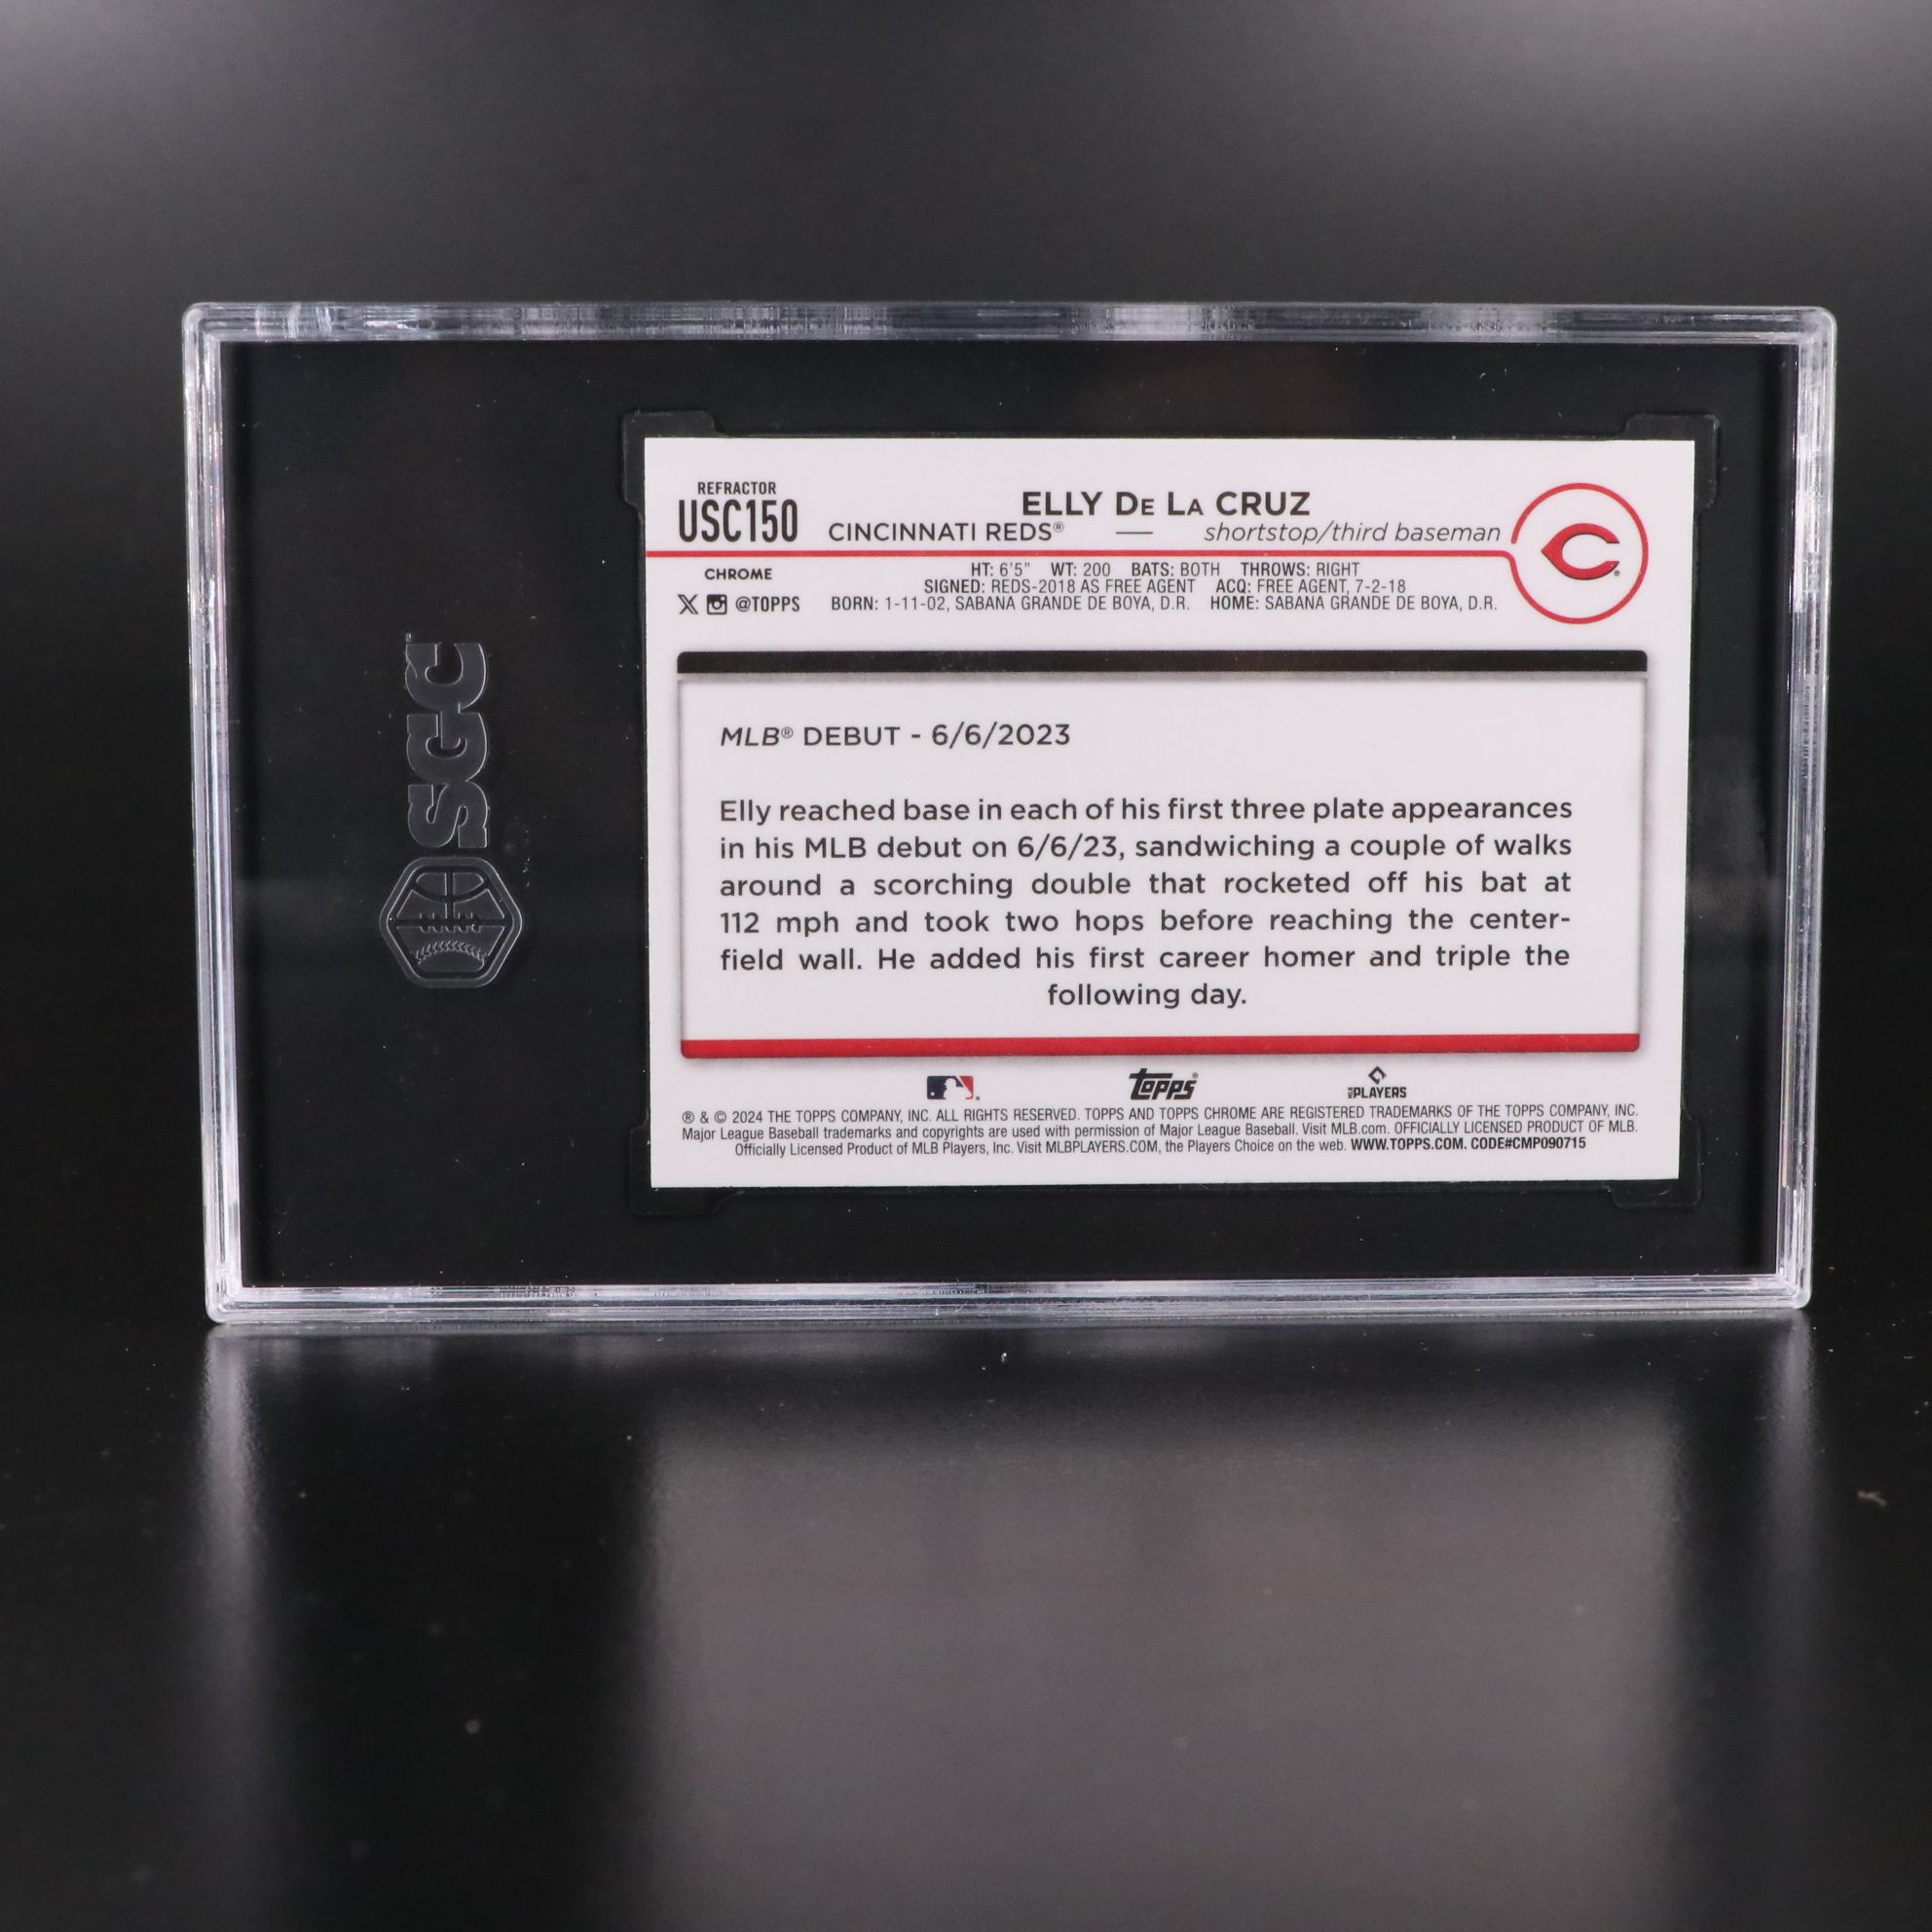 SGC
REFRACTOR
USC150
ELLY DE LA CRUZ
CINCINNATI REDS® — shortstop/third baseman
C
CHROME
@TOPPS
HT: 6'5" WT: 200 BATS: BOTH THROWS: RIGHT
SIGNED: REDS-2018 AS FREE AGENT ACQ: FREE AGENT, 7-2-18
BORN: 1-11-02, SABANA GRANDE DE BOYA, D.R. HOME: SABANA GRANDE DE BOYA, D.R.
MLB® DEBUT - 6/6/2023
Elly reached base in each of his first three plate appearances
in his MLB debut on 6/6/23, sandwiching a couple of walks
around a scorching double that rocketed off his bat at
112 mph and took two hops before reaching the center-
field wall. He added his first career homer and triple the
following day.
Topps®
PLAYERS
® & © 2024 THE TOPPS COMPANY, INC. ALL RIGHTS RESERVED. TOPPS AND TOPPS CHROME ARE REGISTERED TRADEMARKS OF THE TOPPS COMPANY, INC.
Major League Baseball trademarks and copyrights are used with permission of Major League Baseball. Visit MLB.com. OFFICIALLY LICENSED PRODUCT OF MLB.
Officially Licensed Product of MLB Players, Inc. Visit MLBPLAYERS.COM, the Players Choice on the web. WWW.TOPPS.COM. CODE#CMP090715